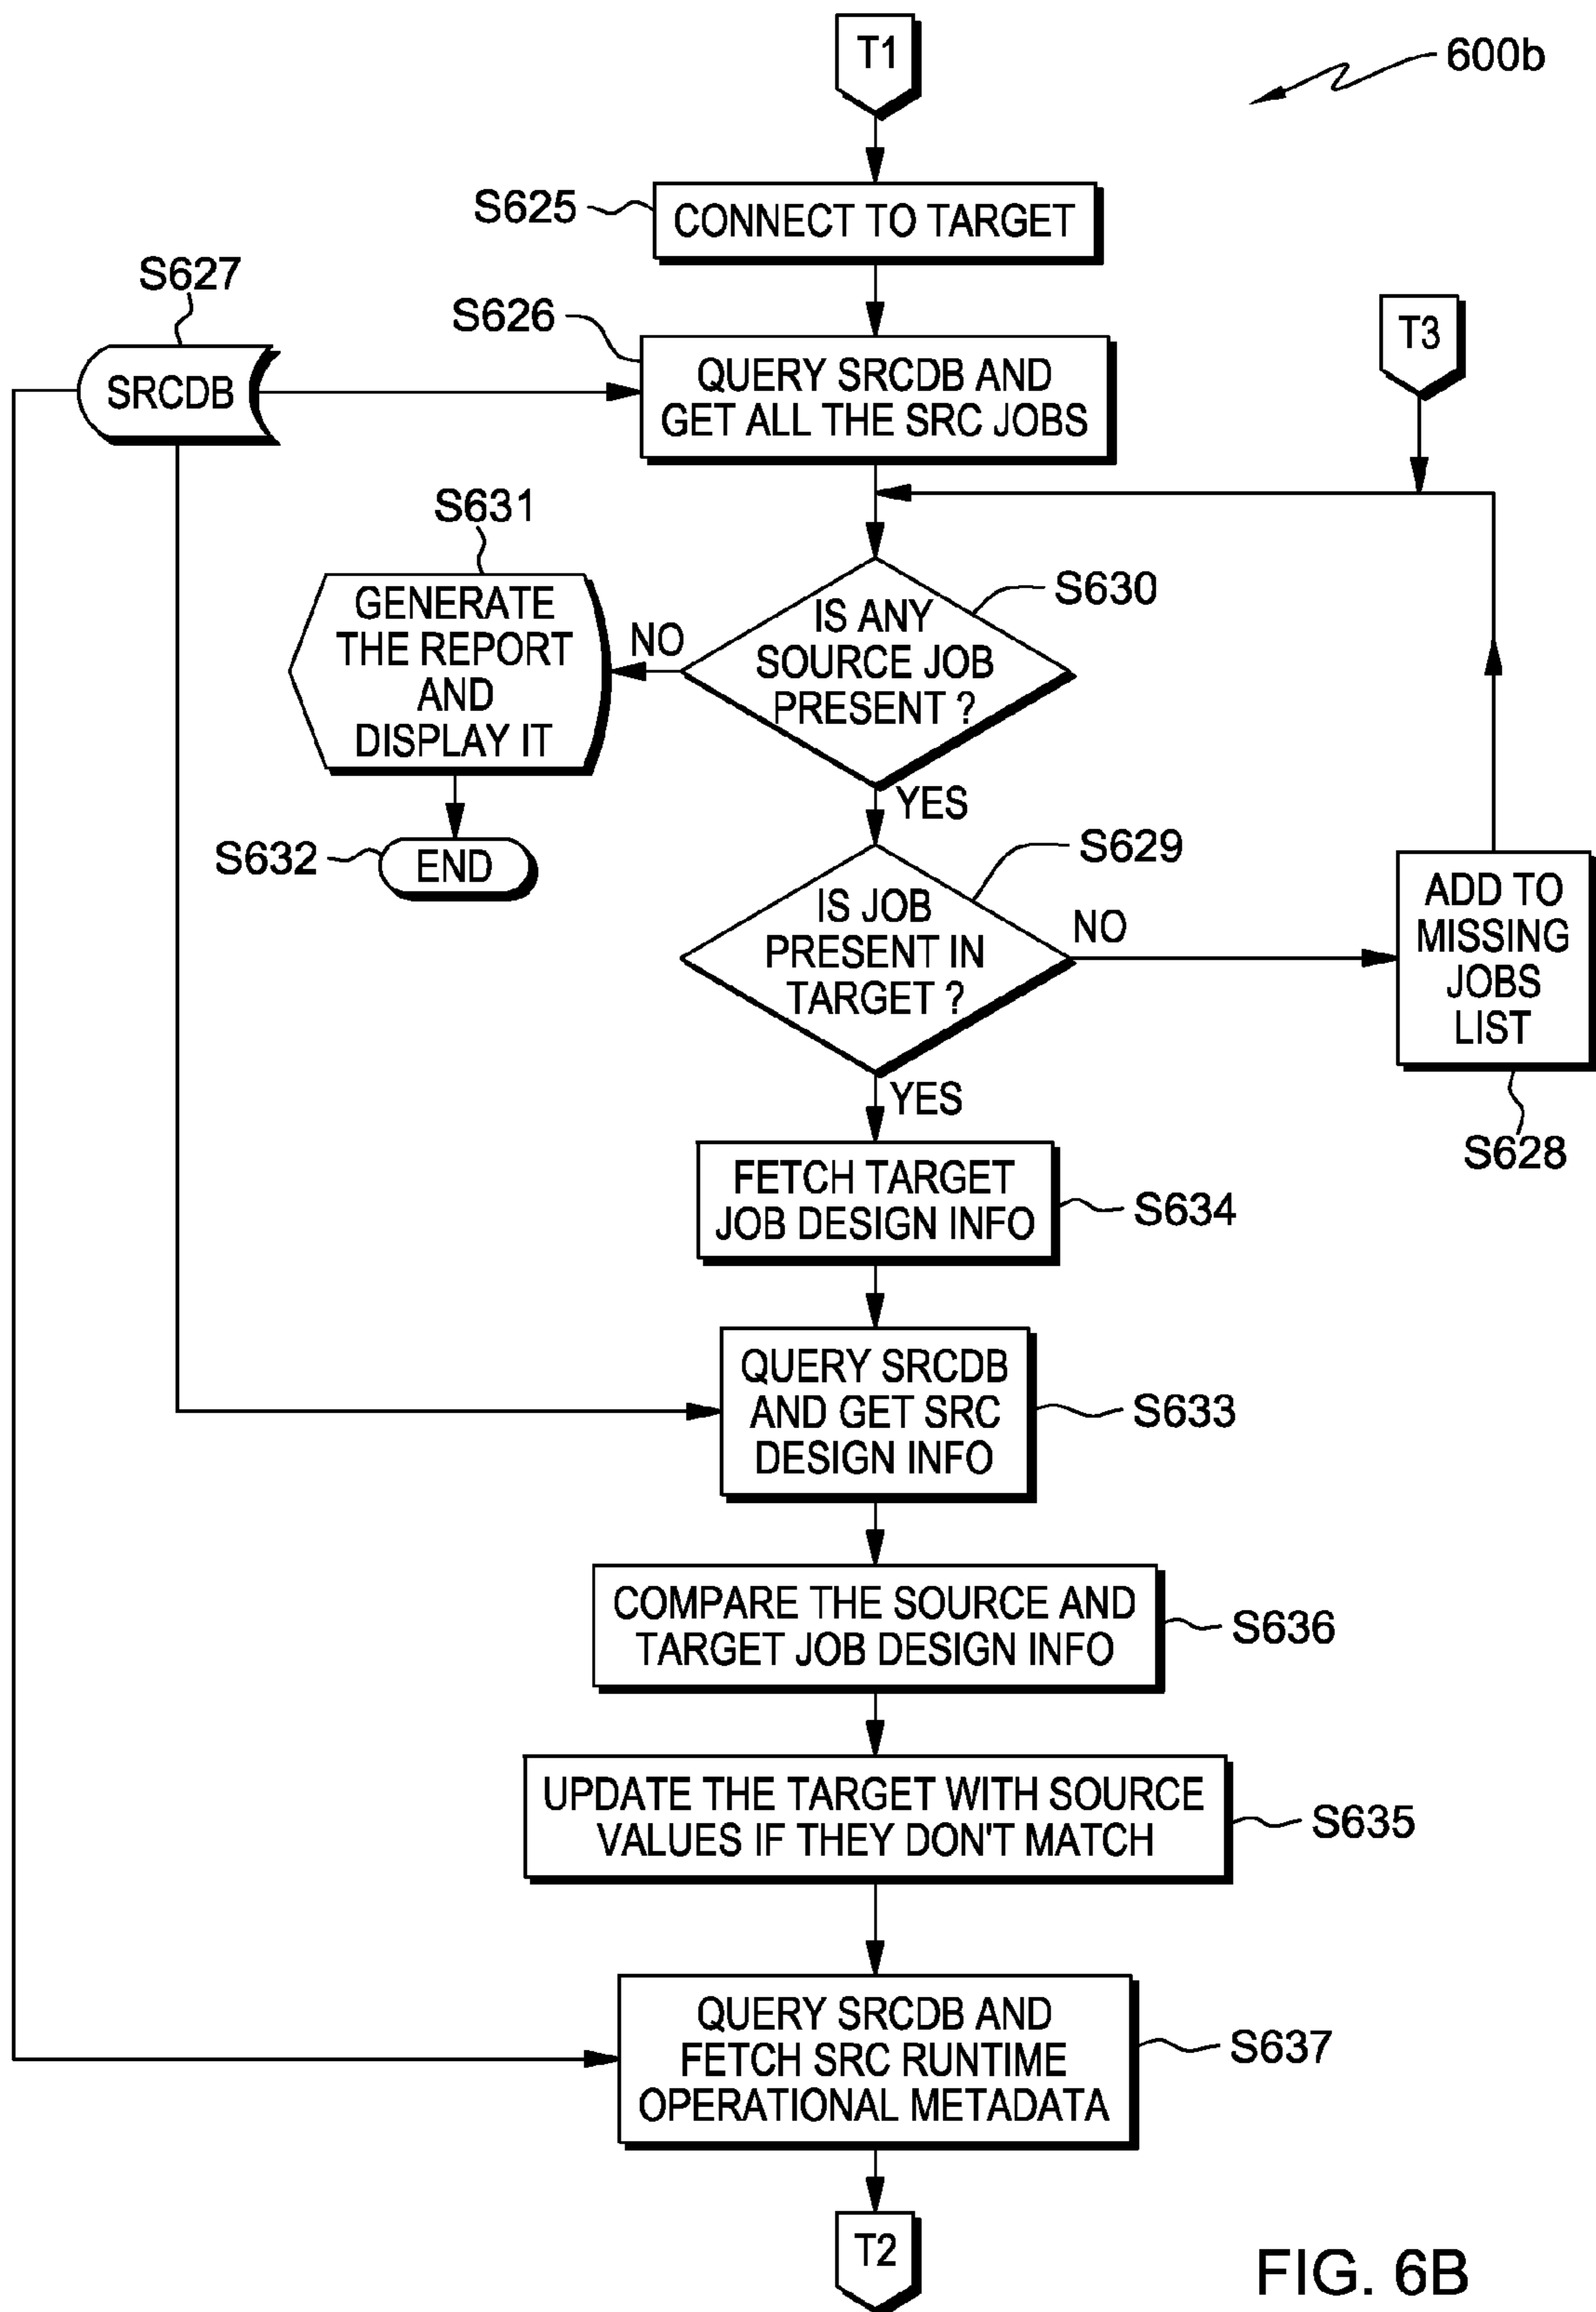 T1
600b
S625
CONNECT TO TARGET
S627
S626
T3
SRCDB
QUERY SRCDB AND
GET ALL THE SRC JOBS
S631
GENERATE
THE REPORT
AND
DISPLAY IT
NO
S630
IS ANY
SOURCE JOB
PRESENT ?
YES
S632
END
S629
IS JOB
PRESENT IN
TARGET ?
NO
ADD TO
MISSING
JOBS
LIST
S628
YES
FETCH TARGET
JOB DESIGN INFO
S634
QUERY SRCDB
AND GET SRC
DESIGN INFO
S633
COMPARE THE SOURCE AND
TARGET JOB DESIGN INFO
S636
UPDATE THE TARGET WITH SOURCE
VALUES IF THEY DON'T MATCH
S635
QUERY SRCDB AND
FETCH SRC RUNTIME
OPERATIONAL METADATA
S637
T2
FIG. 6B